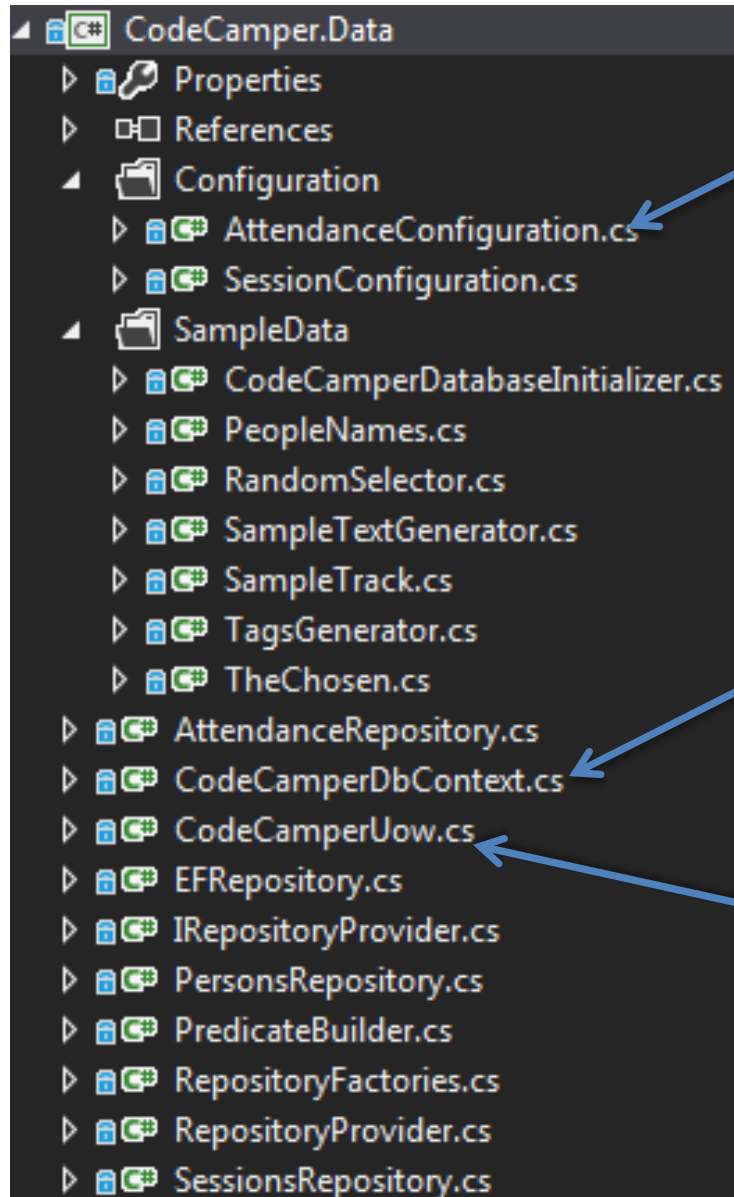 C# CodeCamper.Data
Properties
References
Configuration
C# AttendanceConfiguration.cs
C# SessionConfiguration.cs
SampleData
C# CodeCamperDatabaseInitializer.cs
C# PeopleNames.cs
C# RandomSelector.cs
C# SampleTextGenerator.cs
C# SampleTrack.cs
C# TagsGenerator.cs
C# TheChosen.cs
C# AttendanceRepository.cs
C# CodeCamperDbContext.cs
C# CodeCamperUow.cs
C# EFRepository.cs
C# IRepositoryProvider.cs
C# PersonsRepository.cs
C# PredicateBuilder.cs
C# RepositoryFactories.cs
C# RepositoryProvider.cs
C# SessionsRepository.cs